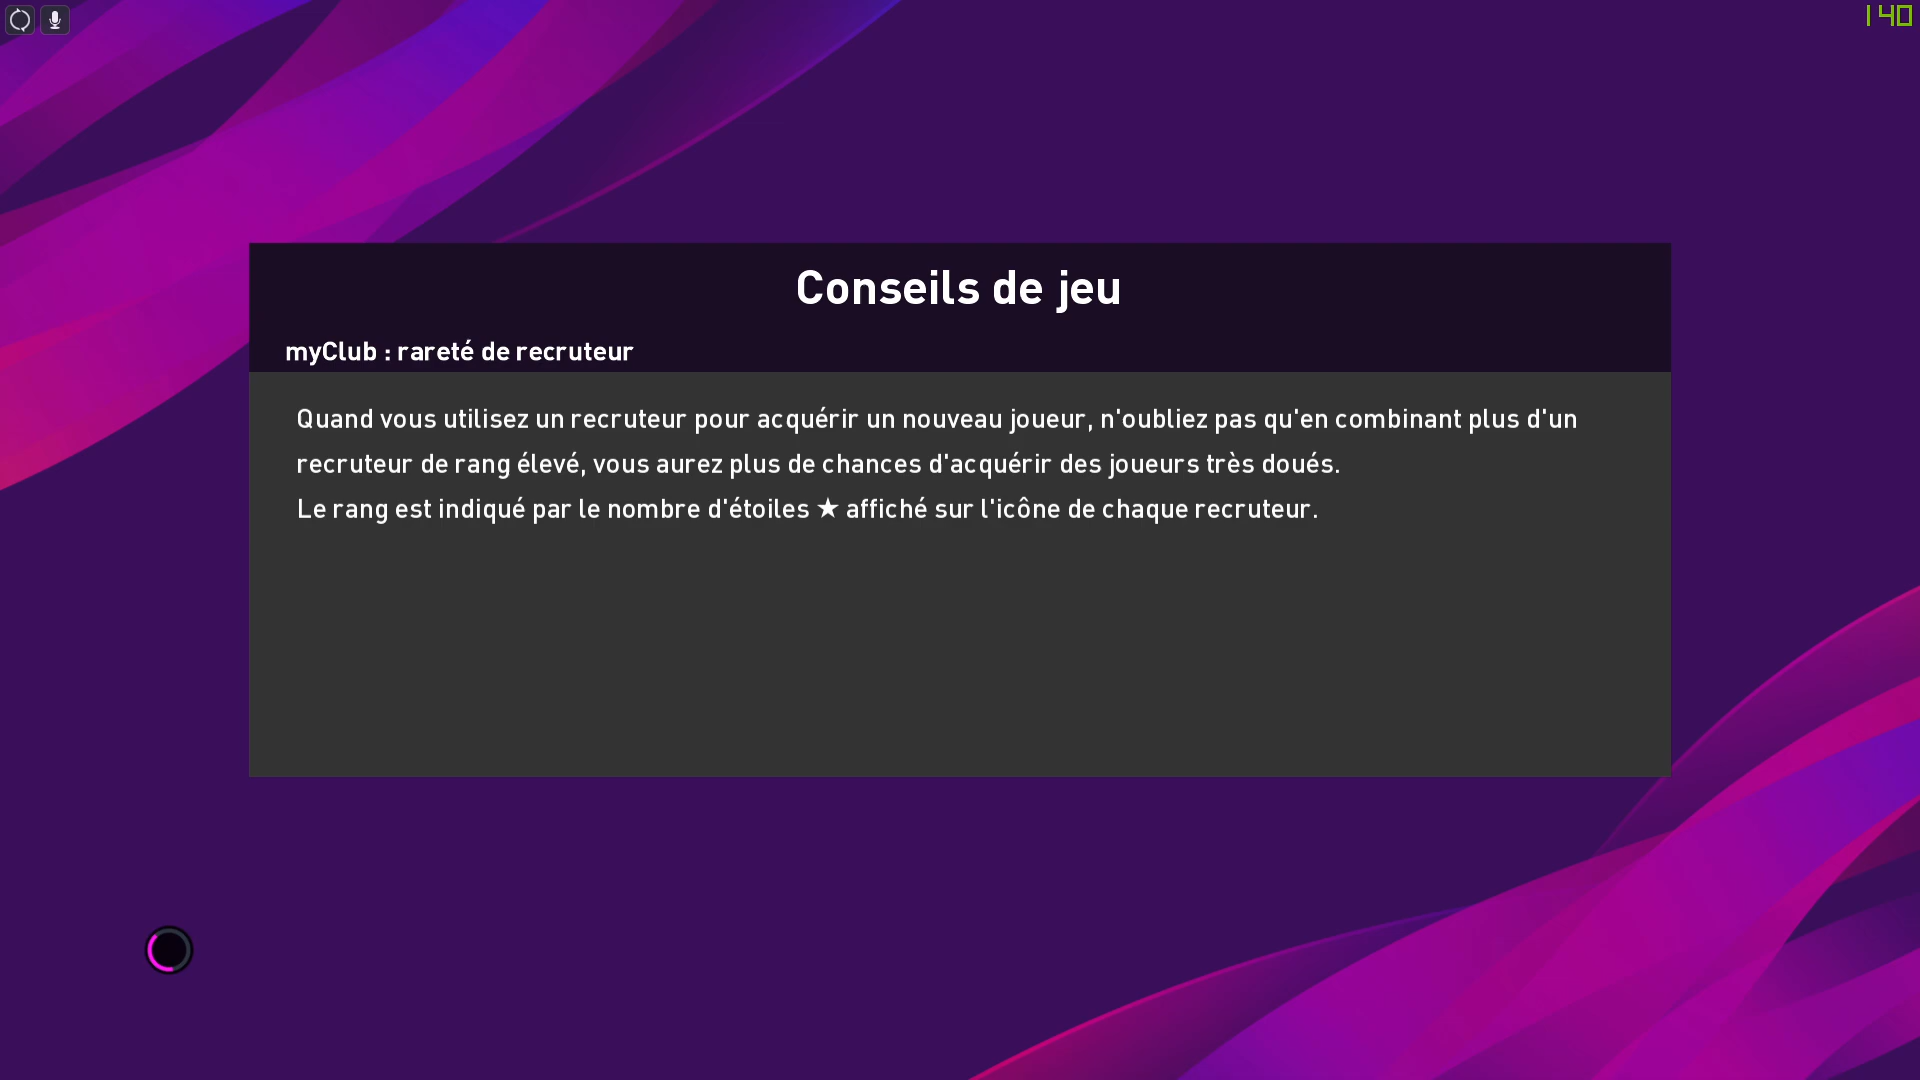 140
Conseils de jeu
myClub : rareté de recruteur
Quand vous utilisez un recruteur pour acquérir un nouveau joueur, n'oubliez pas qu'en combinant plus d'un
recruteur de rang élevé, vous aurez plus de chances d'acquérir des joueurs très doués.
Le rang est indiqué par le nombre d'étoiles ★ affiché sur l'icône de chaque recruteur.